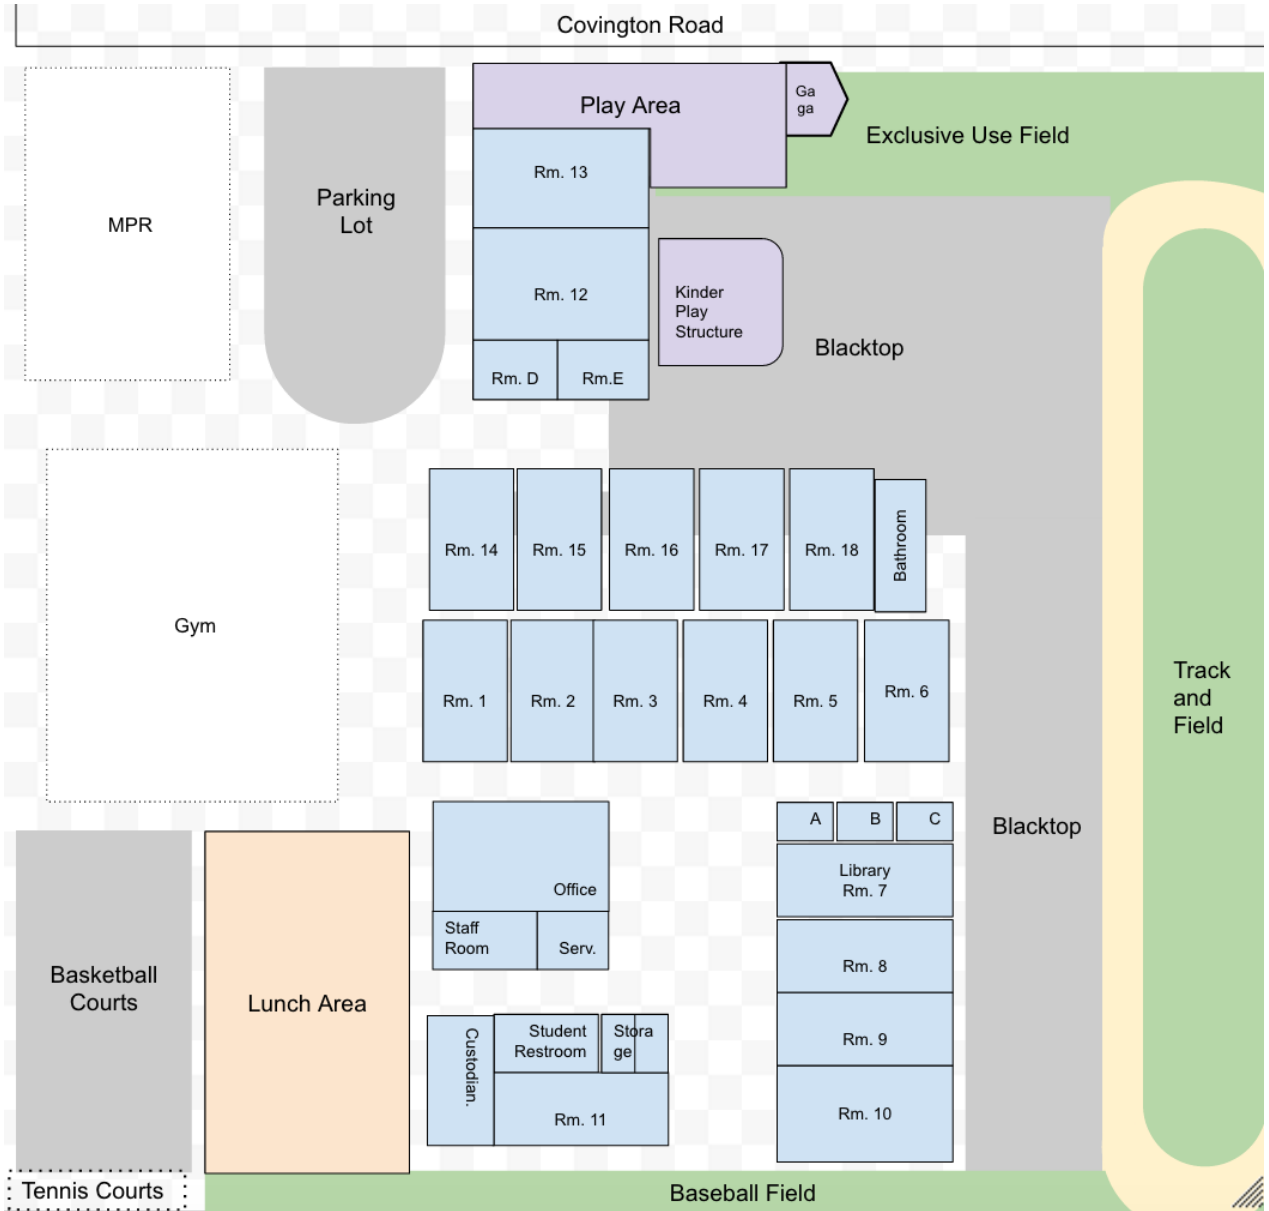 Covington Road
Play Area
Ga
ga
Exclusive Use Field
MPR
Parking
Lot
Rm. 13
Rm. 12
Kinder
Play
Structure
Blacktop
Rm. D
Rm.E
Rm. 14
Rm. 15
Rm. 16
Rm. 17
Rm. 18
Bathroom
Gym
Rm. 1
Rm. 2
Rm. 3
Rm. 4
Rm. 5
Rm. 6
Track
and
Field
Office
Staff
Room
Serv.
A
B
C
Library
Rm. 7
Blacktop
Rm. 8
Rm. 9
Rm. 10
Basketball
Courts
Lunch Area
Custodian.
Student
Restroom
Stora
ge
Rm. 11
Tennis Courts
Baseball Field